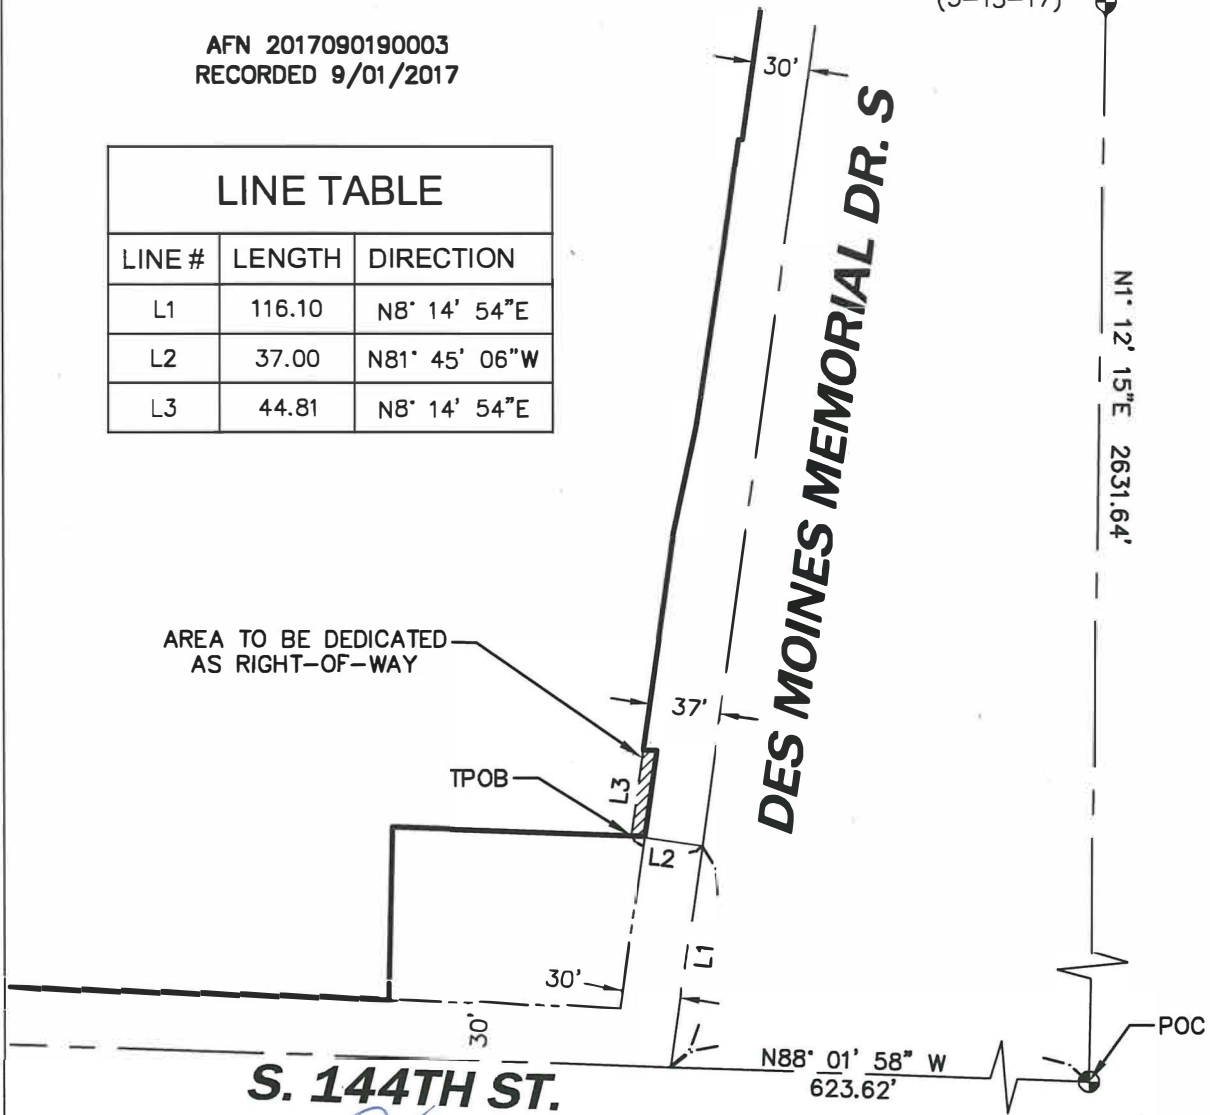 (5-15-17)
AFN 2017090190003
RECORDED 9/01/2017
30'
LINE TABLE
LINE # LENGTH DIRECTION
L1 116.10 N8° 14' 54"E
L2 37.00 N81° 45' 06"W
L3 44.81 N8° 14' 54"E
DES MOINES MEMORIAL DR. S
N1° 12' 15"E 2631.64'
AREA TO BE DEDICATED
AS RIGHT-OF-WAY
37'
TPOB
L3
L2
L1
30'
30'
POC
N88° 01' 58" W
623.62'
S. 144TH ST.